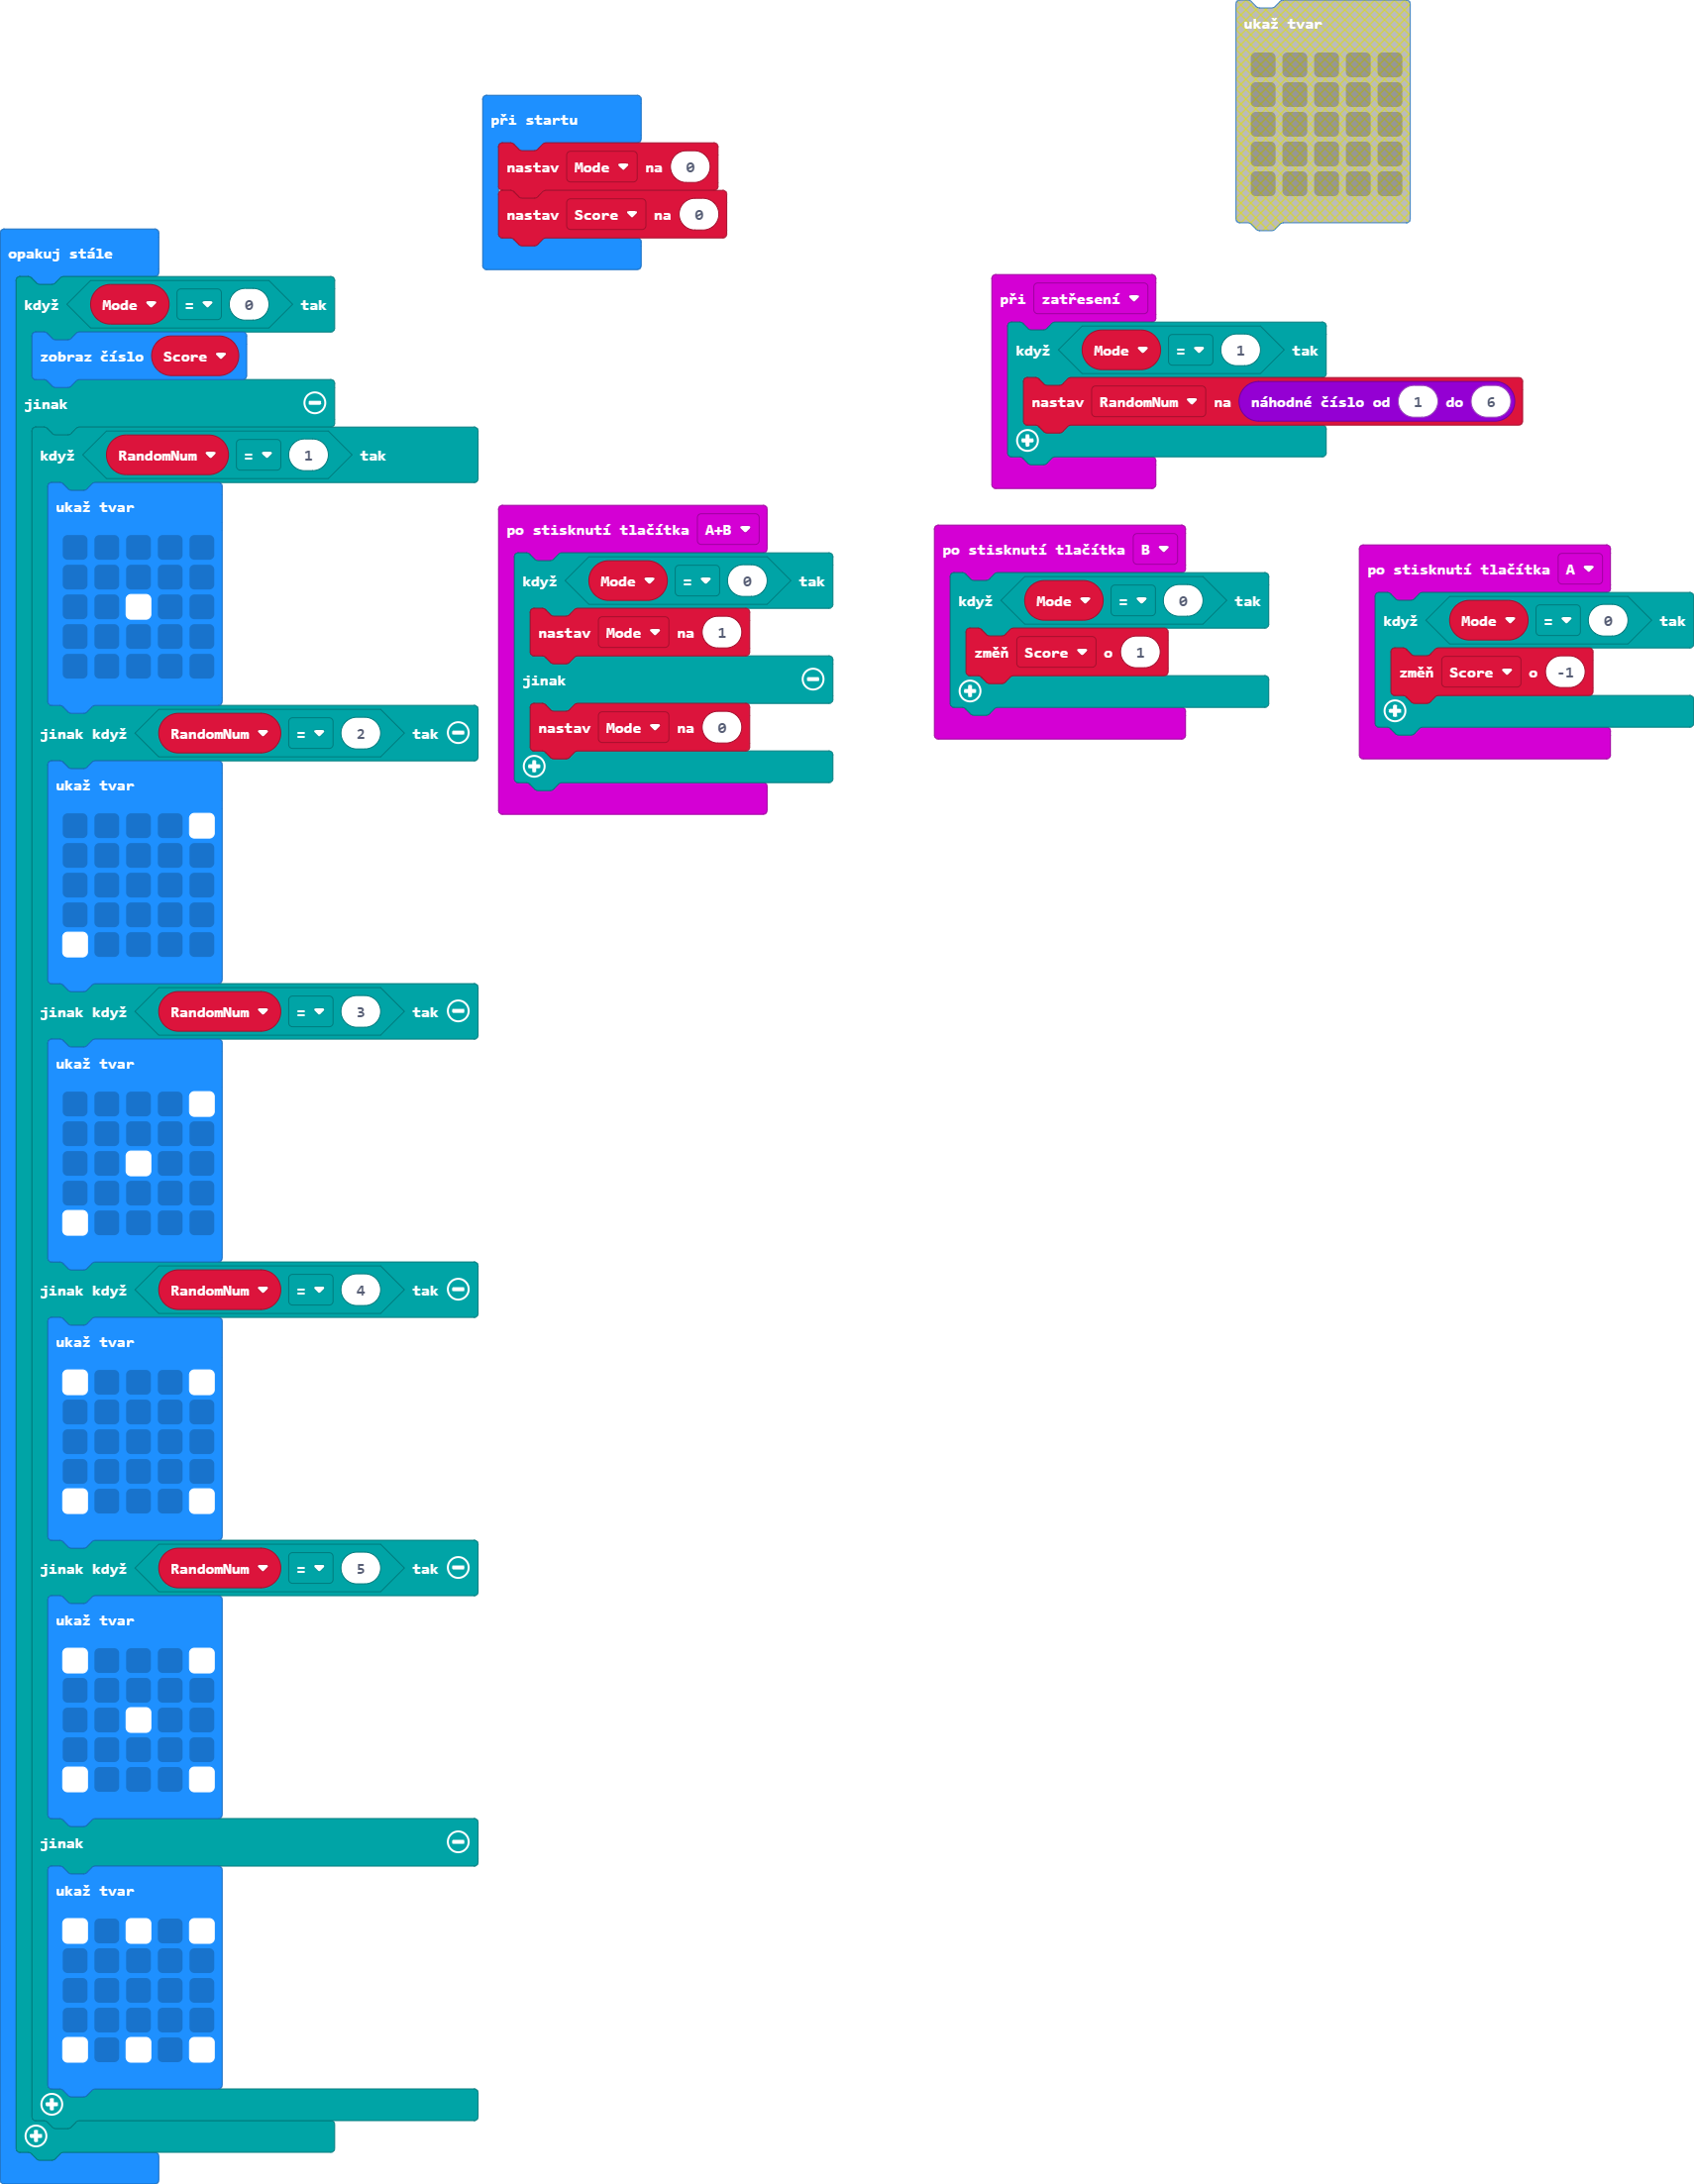 ukaž tvar
při startu
nastav Mode na 0
nastav Score na 0
opakuj stále
když Mode = 0 tak
zobraz číslo Score
jinak
když RandomNum = 1 tak
ukaž tvar
jinak když RandomNum = 2 tak
ukaž tvar
jinak když RandomNum = 3 tak
ukaž tvar
jinak když RandomNum = 4 tak
ukaž tvar
jinak když RandomNum = 5 tak
ukaž tvar
jinak
ukaž tvar
při zatřesení
když Mode = 1 tak
nastav RandomNum na náhodné číslo od 1 do 6
po stisknutí tlačítka A+B
když Mode = 0 tak
nastav Mode na 1
jinak
nastav Mode na 0
po stisknutí tlačítka B
když Mode = 0 tak
změň Score o 1
po stisknutí tlačítka A
když Mode = 0 tak
změň Score o -1